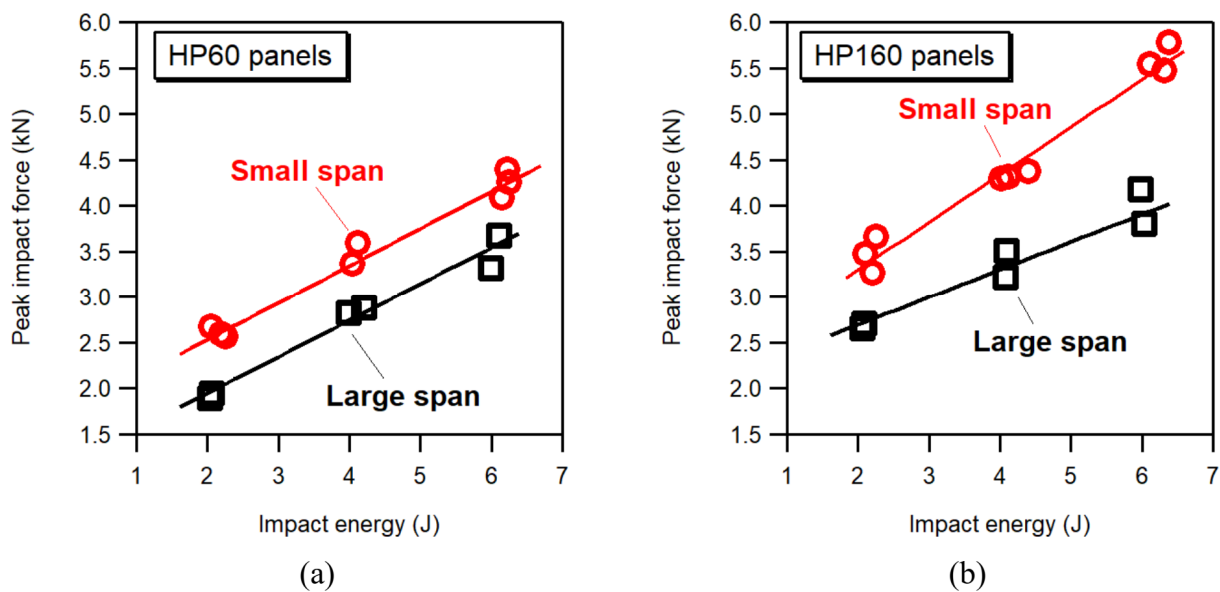 HP60 panels
Peak impact force (kN)
6.0
5.5
5.0
4.5
4.0
3.5
3.0
2.5
2.0
1.5
Small span
Large span
1 2 3 4 5 6 7
Impact energy (J)
(a)
HP160 panels
Peak impact force (kN)
6.0
5.5
5.0
4.5
4.0
3.5
3.0
2.5
2.0
1.5
Small span
Large span
1 2 3 4 5 6 7
Impact energy (J)
(b)